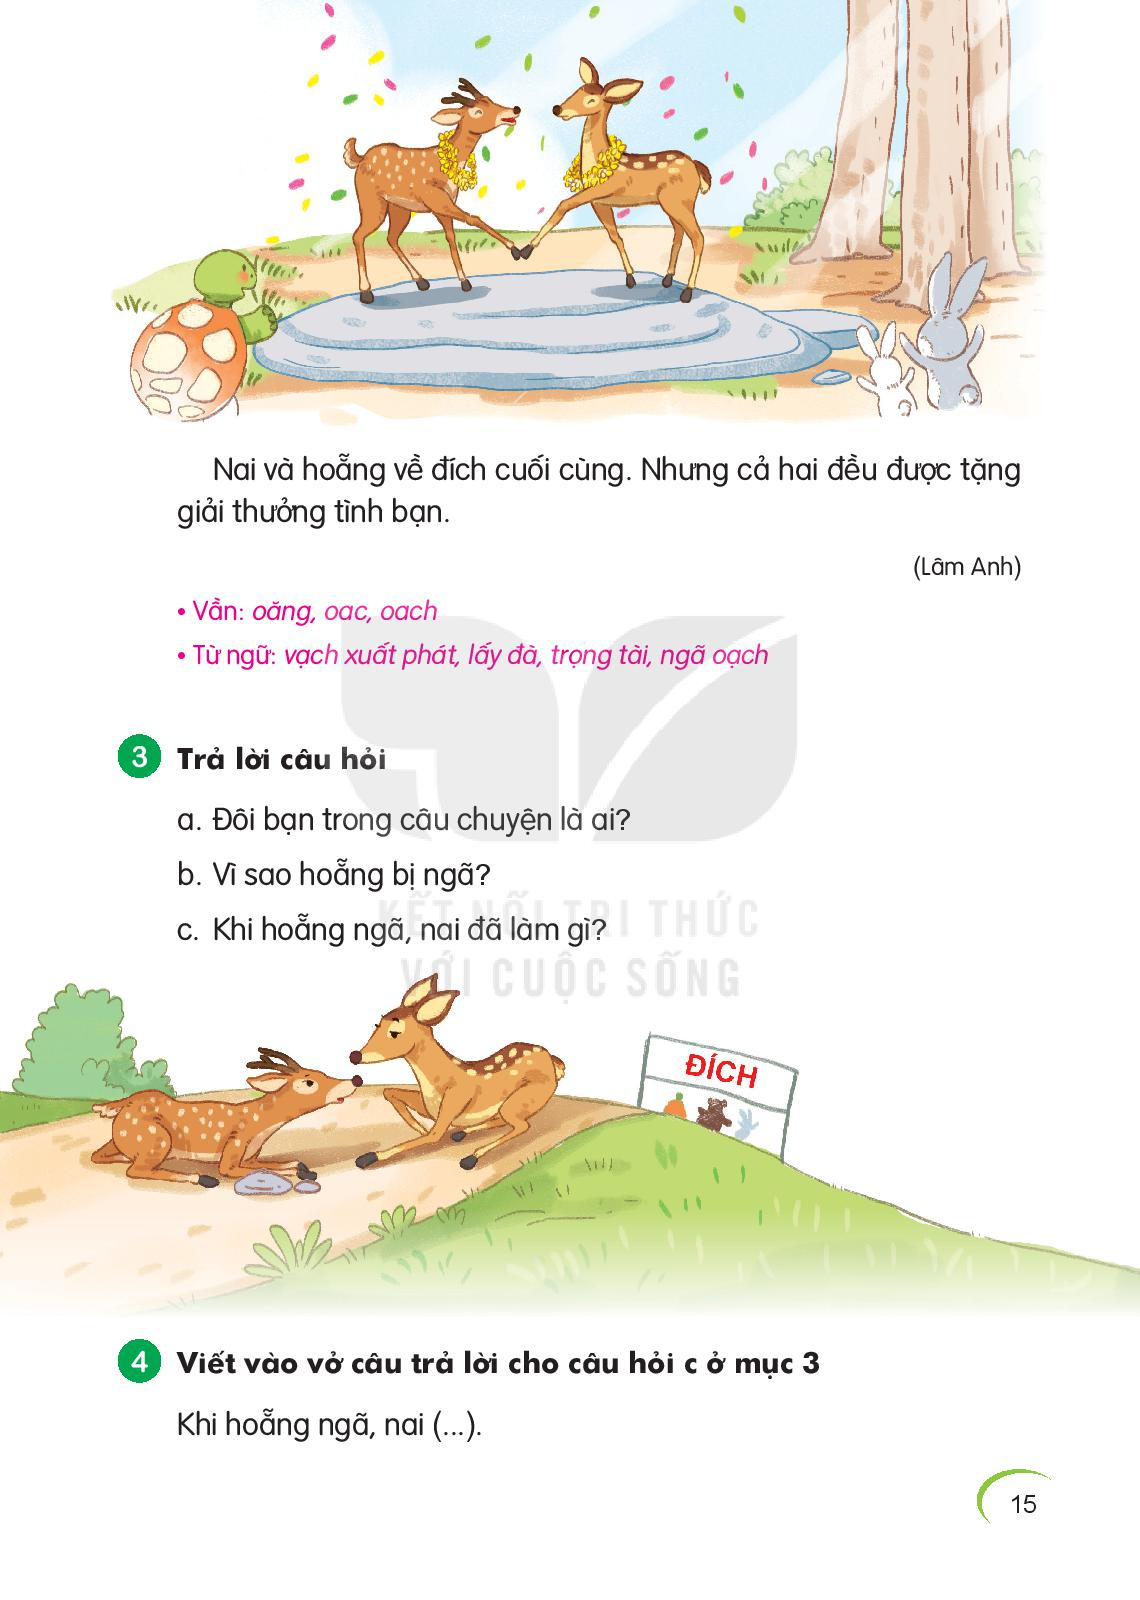 Nai và hoẵng về đích cuối cùng. Nhưng cả hai đều được tặng
giải thưởng tình bạn.
(Lâm Anh)
• Vần: oăng, oac, oach
• Từ ngữ: vạch xuất phát, lấy đà, trọng tài, ngã oạch
3 Trả lời câu hỏi
a. Đôi bạn trong câu chuyện là ai?
b. Vì sao hoẵng bị ngã?
c. Khi hoẵng ngã, nai đã làm gì?
KẾT NỐI TRI THỨC
VỚI CUỘC SỐNG
ĐÍCH
4 Viết vào vở câu trả lời cho câu hỏi c ở mục 3
Khi hoẵng ngã, nai (...).
15